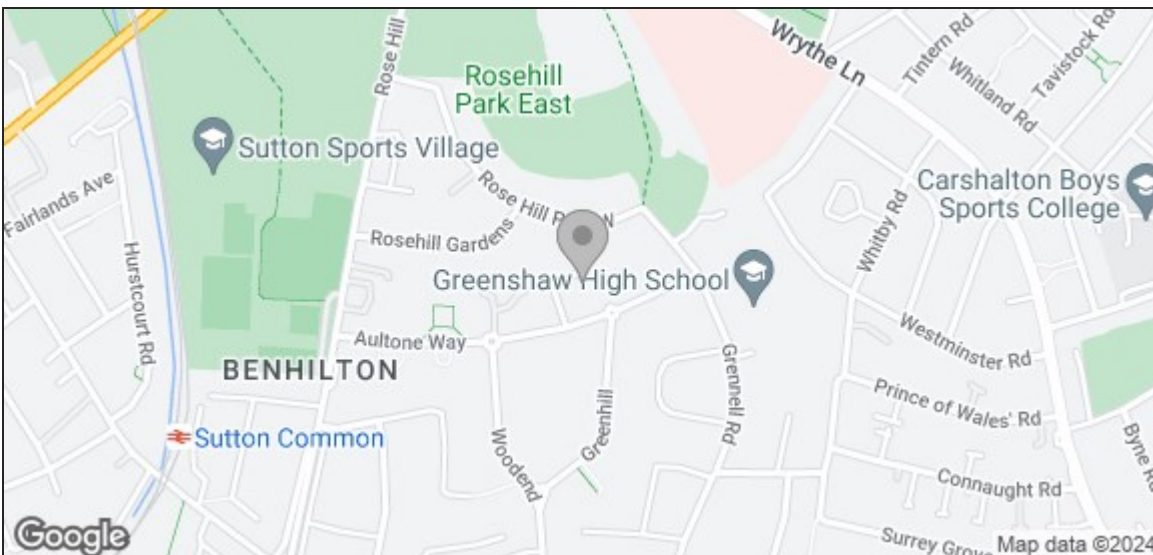 Rose Hill
Wrythe Ln
Tintern Rd
Tavistock Rd
Whitland Rd
Rosehill
Park East
Sutton Sports Village
Fairlands Ave
Rosehill Gardens
Greenshaw High School
Carshalton Boys
Sports College
Whitby Rd
Hurstcourt Rd
Aultone Way
BENHILTON
Westminster Rd
Prince of Wales' Rd
Grennell Rd
Greenhill
Woodend
Sutton Common
Connaught Rd
Byne Rd
Surrey Grove
Google
Map data ©2024